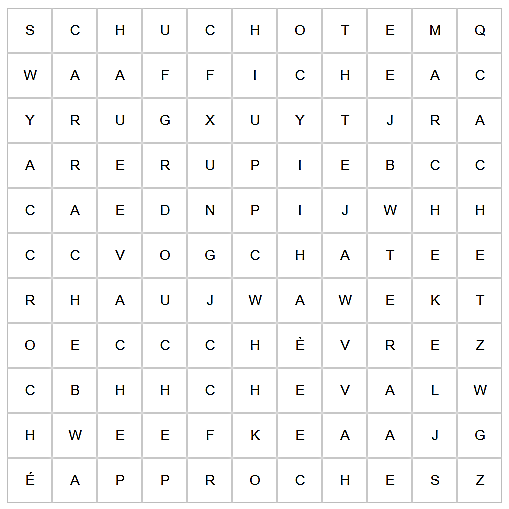 S C H U C H O T E M Q
W A A F F I C H E A C
Y R U G X U Y T J R A
A R E R U P I E B C C
C A E D N P I J W H H
C C V O G C H A T E E
R H A U J W A W E K T
O E C C C H È V R E Z
C B H H C H E V A L W
H W E E F K E A A J G
É A P P R O C H E S Z